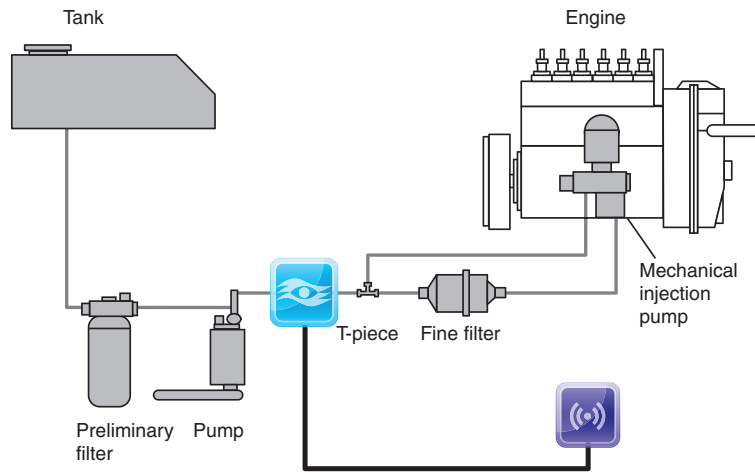 Tank
Engine
Mechanical
injection
pump
T-piece
Fine filter
Preliminary
filter
Pump